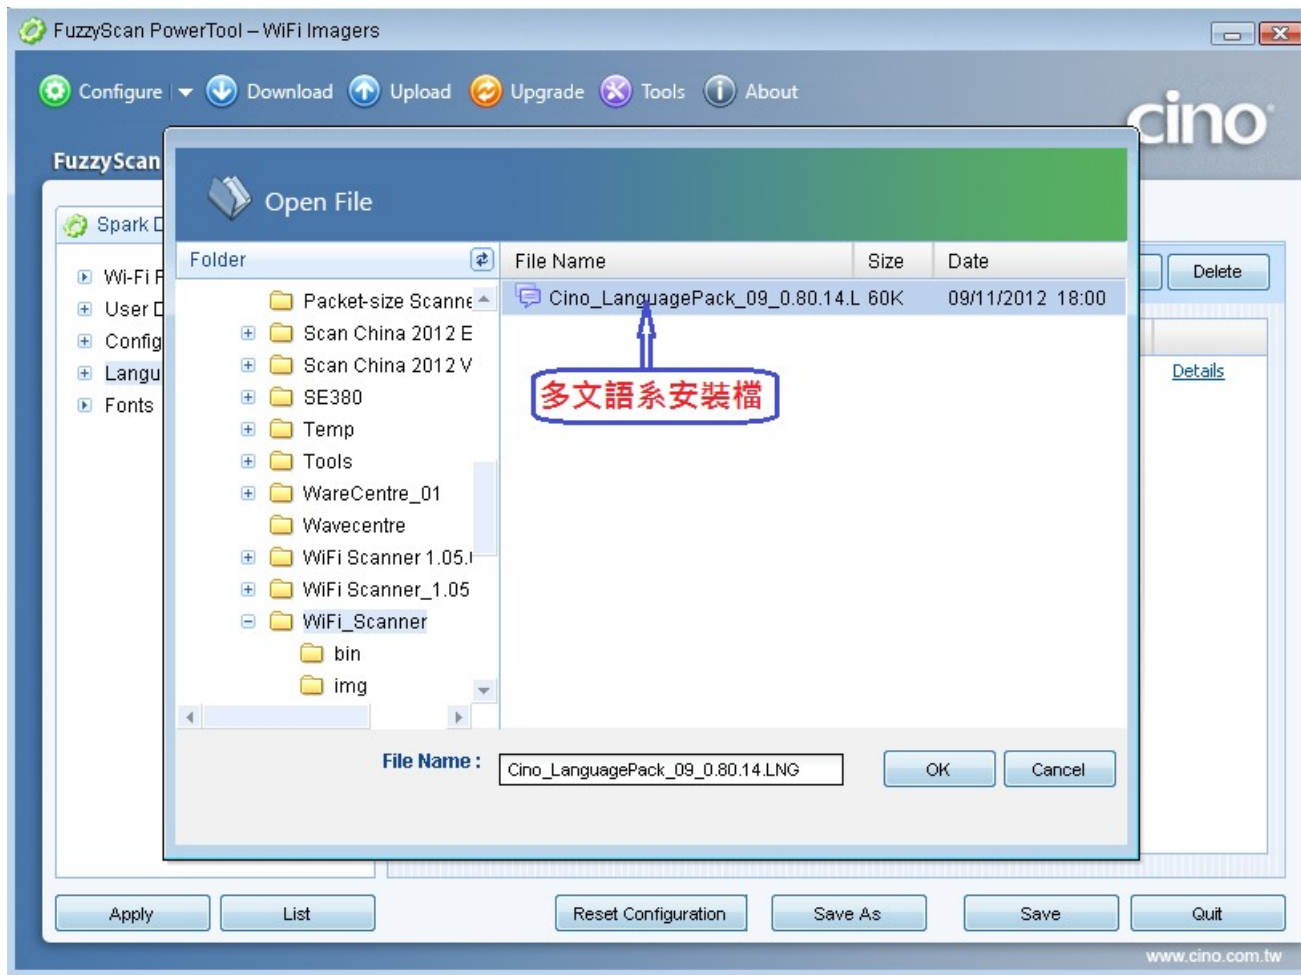 FuzzyScan PowerTool – WiFi Imagers
Configure Download Upload Upgrade Tools About
cino
FuzzyScan
Open File
Spark
Folder
File Name Size Date
Delete
Wi-Fi
User
Config
Langu
Fonts
Details
Packet-size Scanne
Scan China 2012 E
Scan China 2012 V
SE380
Temp
Tools
WareCentre_01
Wavecentre
WiFi Scanner 1.05.
WiFi Scanner_1.05
WiFi_Scanner
bin
img
Cino_LanguagePack_09_0.80.14.L 60K 09/11/2012 18:00
多文語系安裝檔
File Name : Cino_LanguagePack_09_0.80.14.LNG OK Cancel
Apply List Reset Configuration Save As Save Quit
www.cino.com.tw